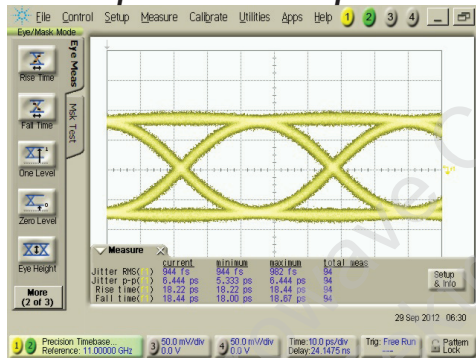 File Control Setup Measure Calibrate Utilities Apps Help 1 2 3 4
Eye/Mask Mode
Eye Meas
Msk Test
Rise Time
Fall Time
One Level
Zero Level
Eye Height
More
(2 of 3)
Measure
current minimum maximum total meas
Jitter RMS( 944 fs 944 fs 982 fs 94
Jitter p-p( 6.444 ps 5.333 ps 6.444 ps 94
Rise time( 18.22 ps 18.22 ps 18.44 ps 94
Fall time( 18.44 ps 18.00 ps 18.67 ps 94
Setup
& Info
29 Sep 2012 06:30
1 2 Precision Timebase...
Reference: 11.00000 GHz
3 50.0 mV/div
0.0 V
4 50.0 mV/div
0.0 V
Time:10.0 ps/div
Delay:24.1475 ns
Trig: Free Run
---
Pattern
Lock